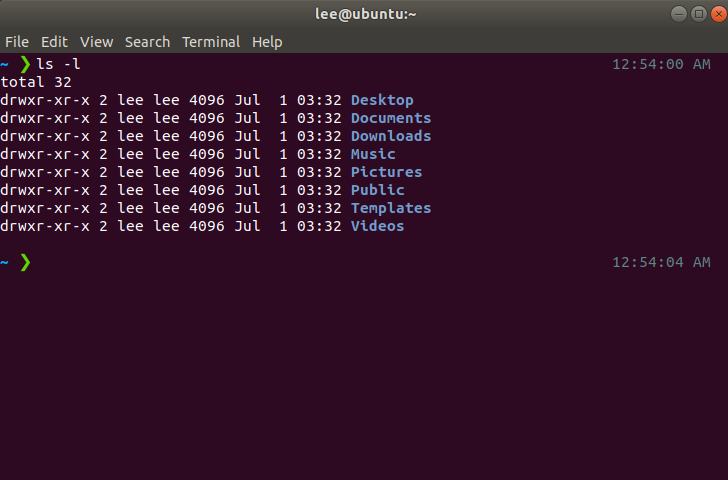 lee@ubuntu:~
File Edit View Search Terminal Help
~ ❯ ls -l 12:54:00 AM
total 32
drwxr-xr-x 2 lee lee 4096 Jul  1 03:32 Desktop
drwxr-xr-x 2 lee lee 4096 Jul  1 03:32 Documents
drwxr-xr-x 2 lee lee 4096 Jul  1 03:32 Downloads
drwxr-xr-x 2 lee lee 4096 Jul  1 03:32 Music
drwxr-xr-x 2 lee lee 4096 Jul  1 03:32 Pictures
drwxr-xr-x 2 lee lee 4096 Jul  1 03:32 Public
drwxr-xr-x 2 lee lee 4096 Jul  1 03:32 Templates
drwxr-xr-x 2 lee lee 4096 Jul  1 03:32 Videos
~ ❯ 12:54:04 AM